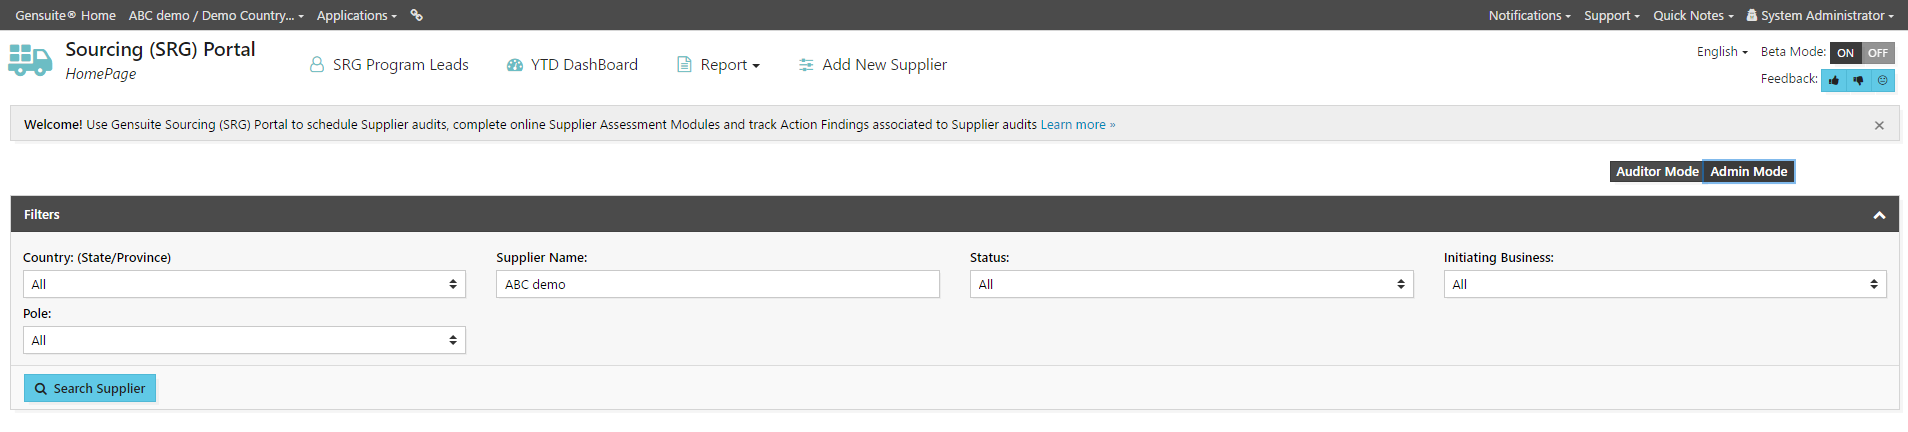 Gensuite® Home ABC demo / Demo Country... Applications Notifications Support Quick Notes System Administrator
Sourcing (SRG) Portal
HomePage
SRG Program Leads YTD DashBoard Report Add New Supplier
English Beta Mode: ON OFF
Feedback:
Welcome! Use Gensuite Sourcing (SRG) Portal to schedule Supplier audits, complete online Supplier Assessment Modules and track Action Findings associated to Supplier audits Learn more »
Auditor Mode Admin Mode
Filters
Country: (State/Province) Supplier Name: Status: Initiating Business:
All ABC demo All All
Pole:
All
Search Supplier